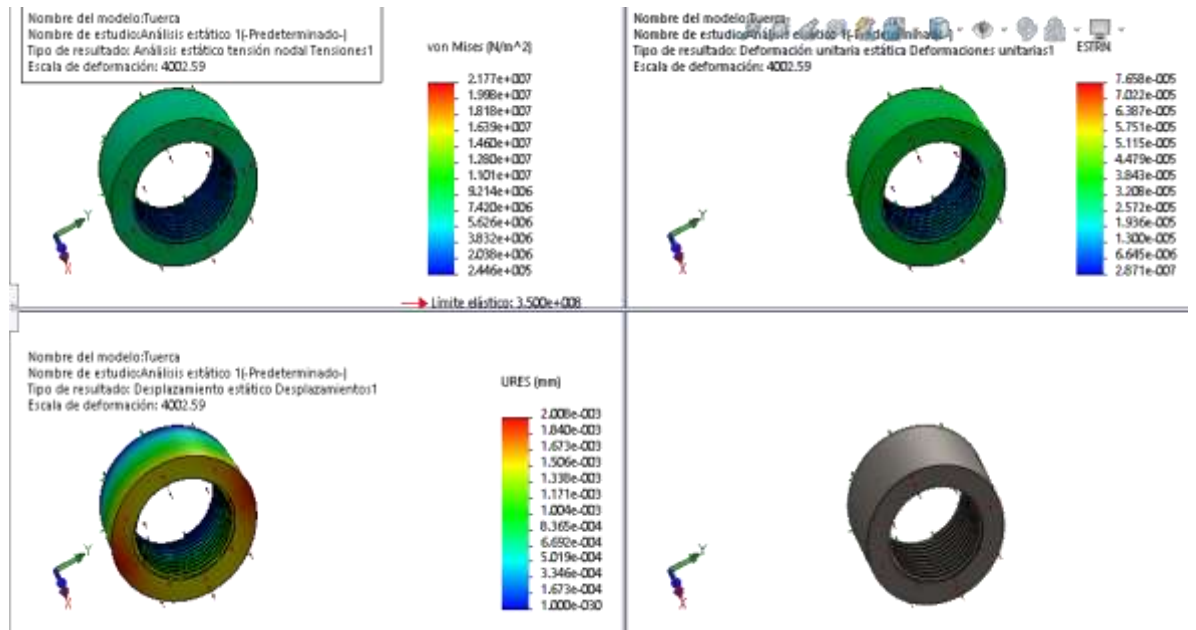 Nombre del modelo:Tuerca
Nombre de estudio:Análisis estático 1(-Predeterminado-)
Tipo de resultado: Análisis estático tensión nodal Tensiones1
Escala de deformación: 4002.59
von Mises (N/m^2)
2.177e+007
1.998e+007
1.818e+007
1.639e+007
1.460e+007
1.280e+007
1.101e+007
9.214e+006
7.420e+006
5.626e+006
3.832e+006
2.038e+006
2.446e+005
Límite elástico: 3.500e+008
Y
X
Nombre del modelo:Tuerca
Nombre de estudio:Análisis estático 1(-Predeterminado-)
Tipo de resultado: Deformación unitaria estática Deformaciones unitarias1
Escala de deformación: 4002.59
ESTRN
7.658e-005
7.022e-005
6.387e-005
5.751e-005
5.115e-005
4.479e-005
3.843e-005
3.208e-005
2.572e-005
1.936e-005
1.300e-005
6.645e-006
2.871e-007
Y
X
Nombre del modelo:Tuerca
Nombre de estudio:Análisis estático 1(-Predeterminado-)
Tipo de resultado: Desplazamiento estático Desplazamientos1
Escala de deformación: 4002.59
URES (mm)
2.008e-003
1.840e-003
1.673e-003
1.506e-003
1.338e-003
1.171e-003
1.004e-003
8.365e-004
6.692e-004
5.019e-004
3.346e-004
1.673e-004
1.000e-030
Y
X
Y
X